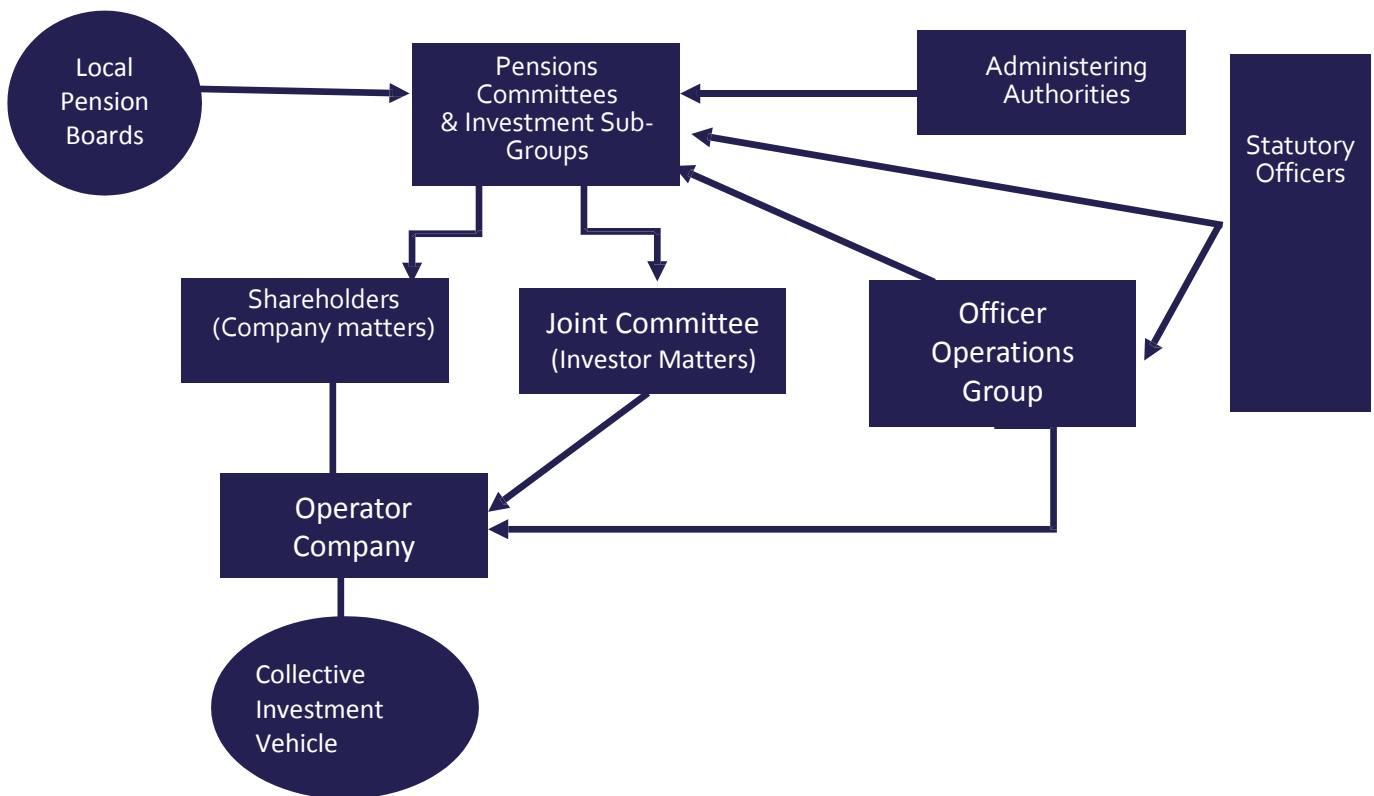 Local
Pension
Boards
Pensions
Committees
& Investment Sub-
Groups
Administering
Authorities
Statutory
Officers
Shareholders
(Company matters)
Joint Committee
(Investor Matters)
Officer
Operations
Group
Operator
Company
Collective
Investment
Vehicle